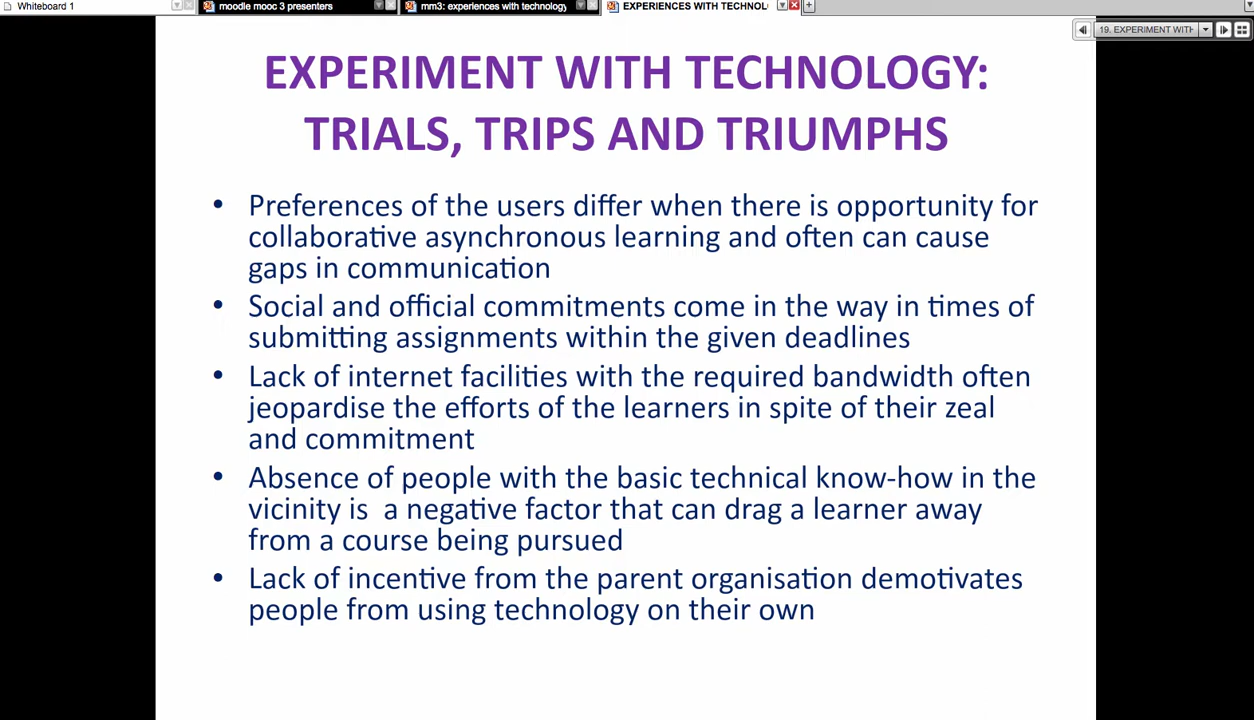 Whiteboard 1
moodle mooc 3 presenters
mm3: experiences with technology
EXPERIENCES WITH TECHNOL
19. EXPERIMENT WITH
EXPERIMENT WITH TECHNOLOGY:
TRIALS, TRIPS AND TRIUMPHS
• Preferences of the users differ when there is opportunity for
collaborative asynchronous learning and often can cause
gaps in communication
• Social and official commitments come in the way in times of
submitting assignments within the given deadlines
• Lack of internet facilities with the required bandwidth often
jeopardise the efforts of the learners in spite of their zeal
and commitment
• Absence of people with the basic technical know-how in the
vicinity is a negative factor that can drag a learner away
from a course being pursued
• Lack of incentive from the parent organisation demotivates
people from using technology on their own